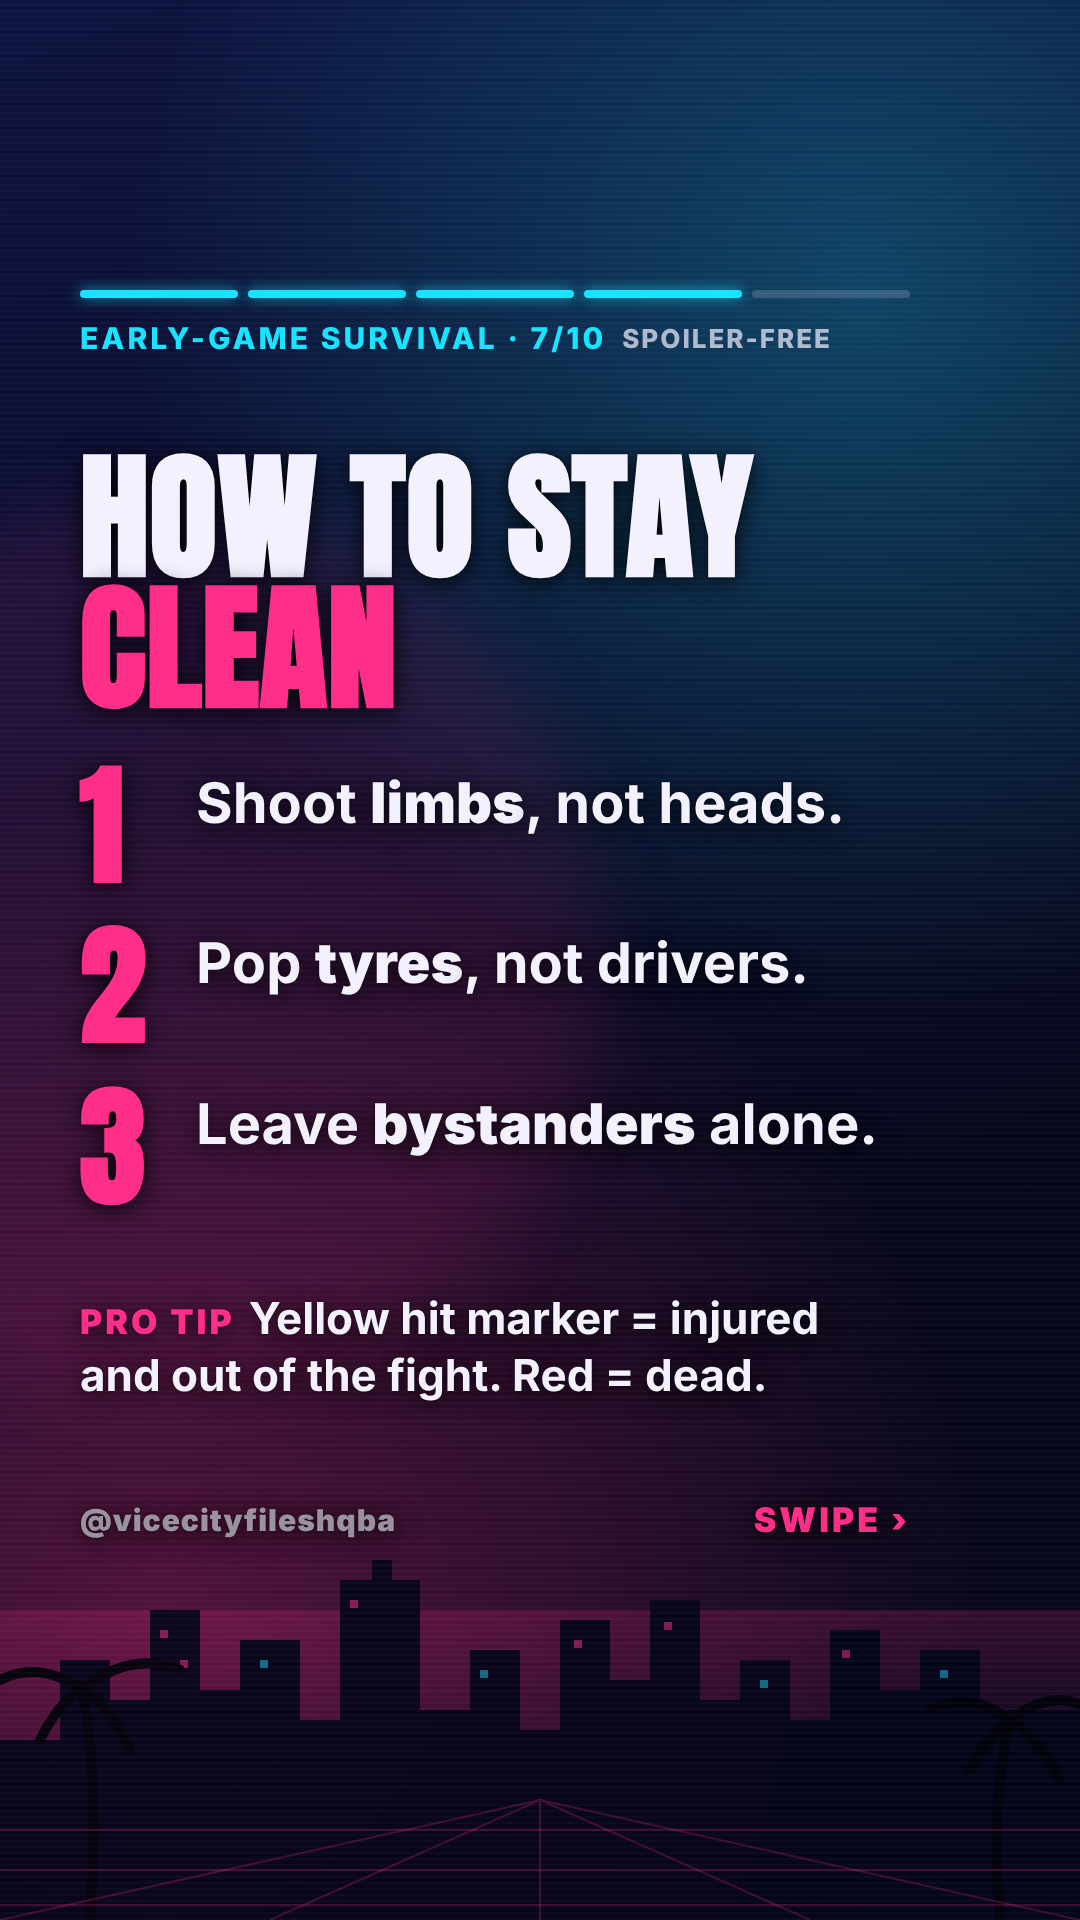 EARLY-GAME SURVIVAL · 7/10 SPOILER-FREE
HOW TO STAY
CLEAN
1 Shoot limbs, not heads.
2 Pop tyres, not drivers.
3 Leave bystanders alone.
PRO TIP Yellow hit marker = injured
and out of the fight. Red = dead.
@vicecityfileshqba SWIPE ›